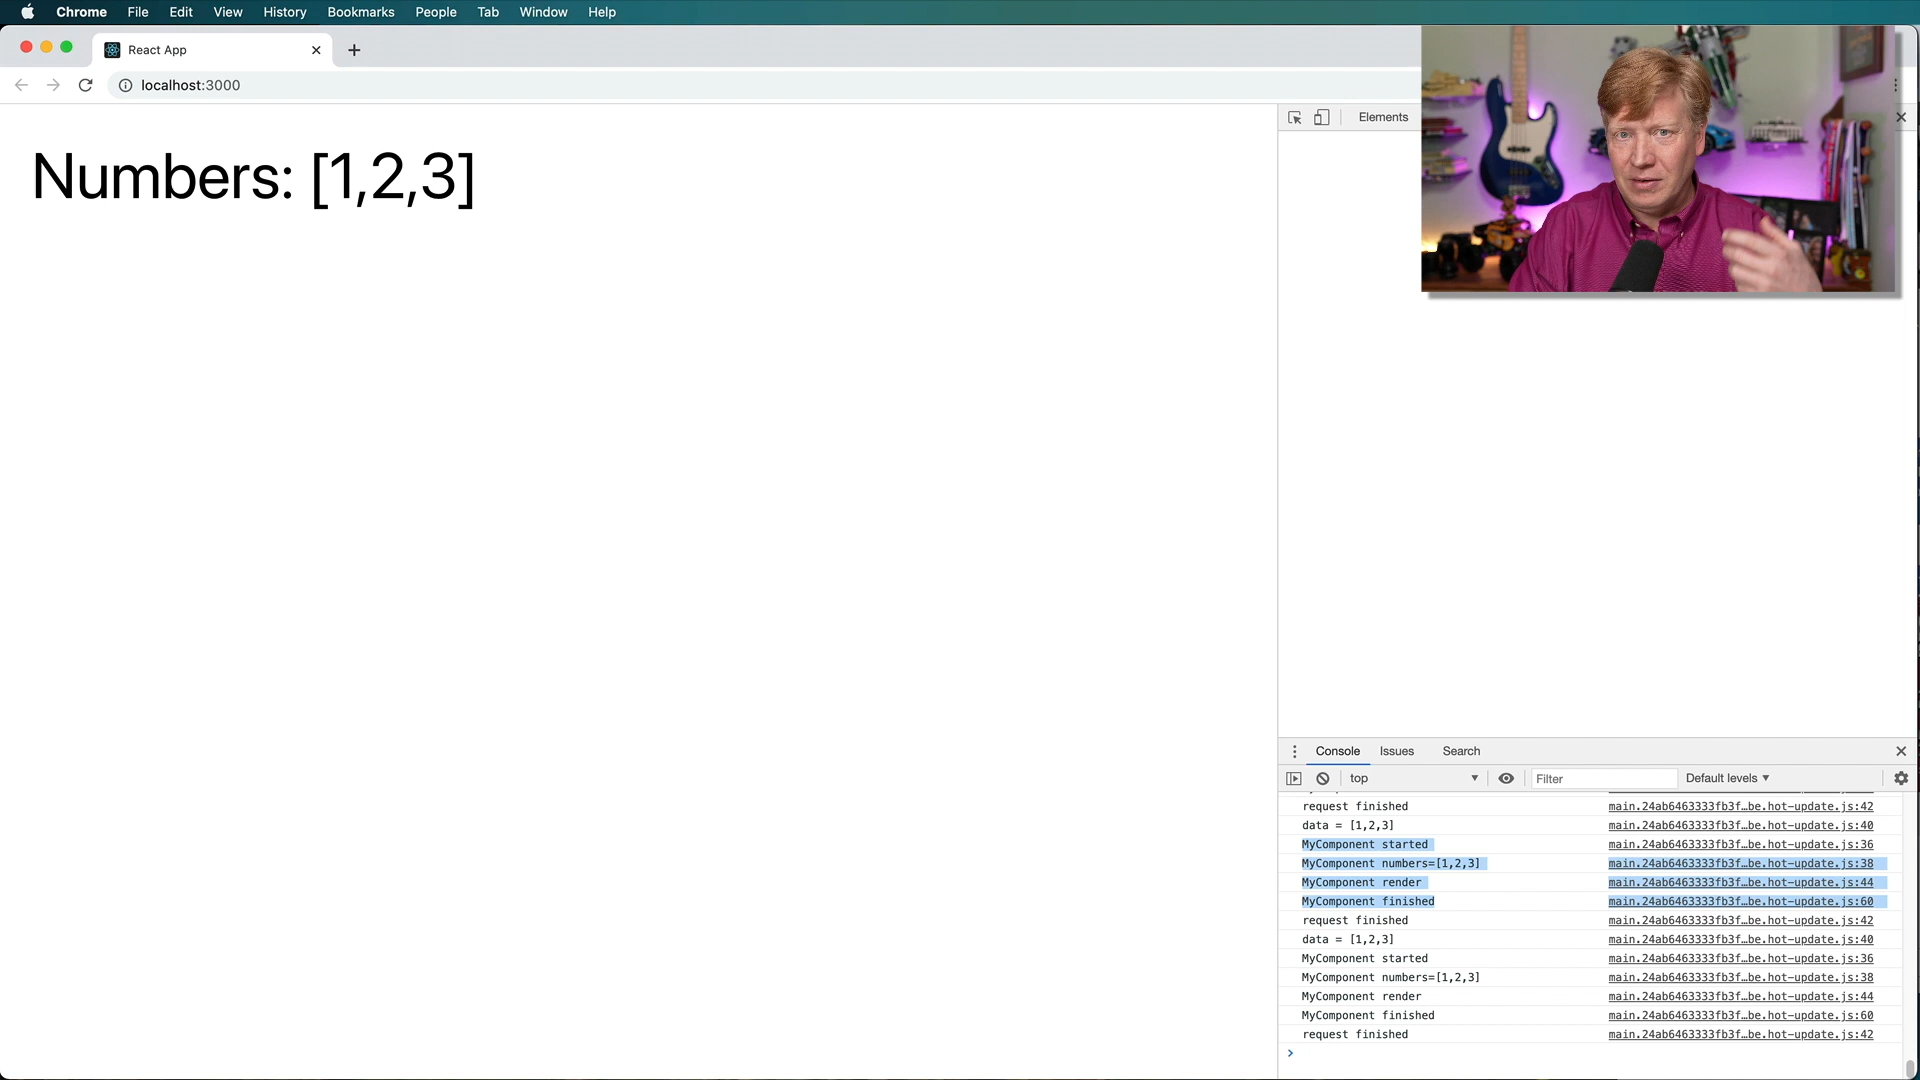 Chrome File Edit View History Bookmarks People Tab Window Help
React App
localhost:3000
Numbers: [1,2,3]
Elements
Console Issues Search
top Filter Default levels
request finished main.24ab6463333fb3f…be.hot-update.js:42
data = [1,2,3] main.24ab6463333fb3f…be.hot-update.js:40
MyComponent started main.24ab6463333fb3f…be.hot-update.js:36
MyComponent numbers=[1,2,3] main.24ab6463333fb3f…be.hot-update.js:38
MyComponent render main.24ab6463333fb3f…be.hot-update.js:44
MyComponent finished main.24ab6463333fb3f…be.hot-update.js:60
request finished main.24ab6463333fb3f…be.hot-update.js:42
data = [1,2,3] main.24ab6463333fb3f…be.hot-update.js:40
MyComponent started main.24ab6463333fb3f…be.hot-update.js:36
MyComponent numbers=[1,2,3] main.24ab6463333fb3f…be.hot-update.js:38
MyComponent render main.24ab6463333fb3f…be.hot-update.js:44
MyComponent finished main.24ab6463333fb3f…be.hot-update.js:60
request finished main.24ab6463333fb3f…be.hot-update.js:42